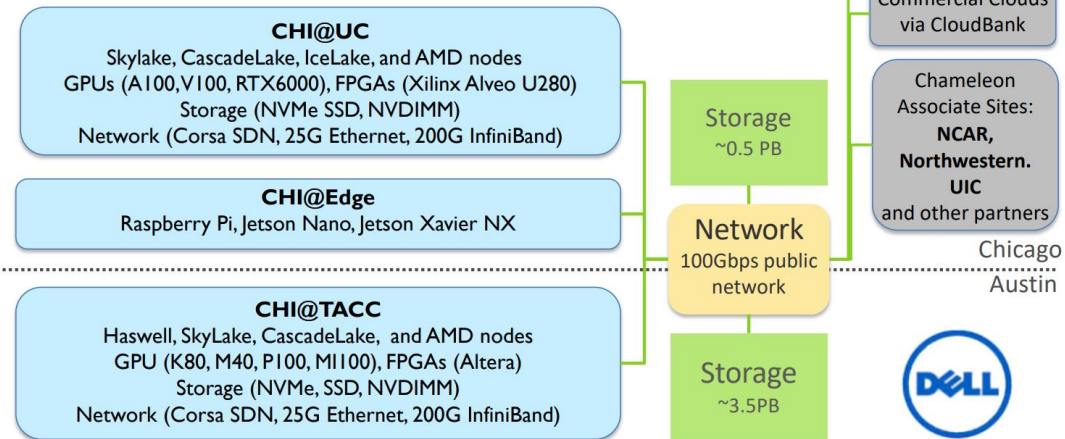 CHI@UC
Skylake, CascadeLake, IceLake, and AMD nodes
GPUs (A100,V100, RTX6000), FPGAs (Xilinx Alveo U280)
Storage (NVMe SSD, NVDIMM)
Network (Corsa SDN, 25G Ethernet, 200G InfiniBand)
CHI@Edge
Raspberry Pi, Jetson Nano, Jetson Xavier NX
CHI@TACC
Haswell, SkyLake, CascadeLake, and AMD nodes
GPU (K80, M40, P100, MI100), FPGAs (Altera)
Storage (NVMe, SSD, NVDIMM)
Network (Corsa SDN, 25G Ethernet, 200G InfiniBand)
Storage
~0.5 PB
Network
100Gbps public
network
Storage
~3.5PB
Commercial Clouds
via CloudBank
Chameleon
Associate Sites:
NCAR,
Northwestern.
UIC
and other partners
Chicago
Austin
DELL